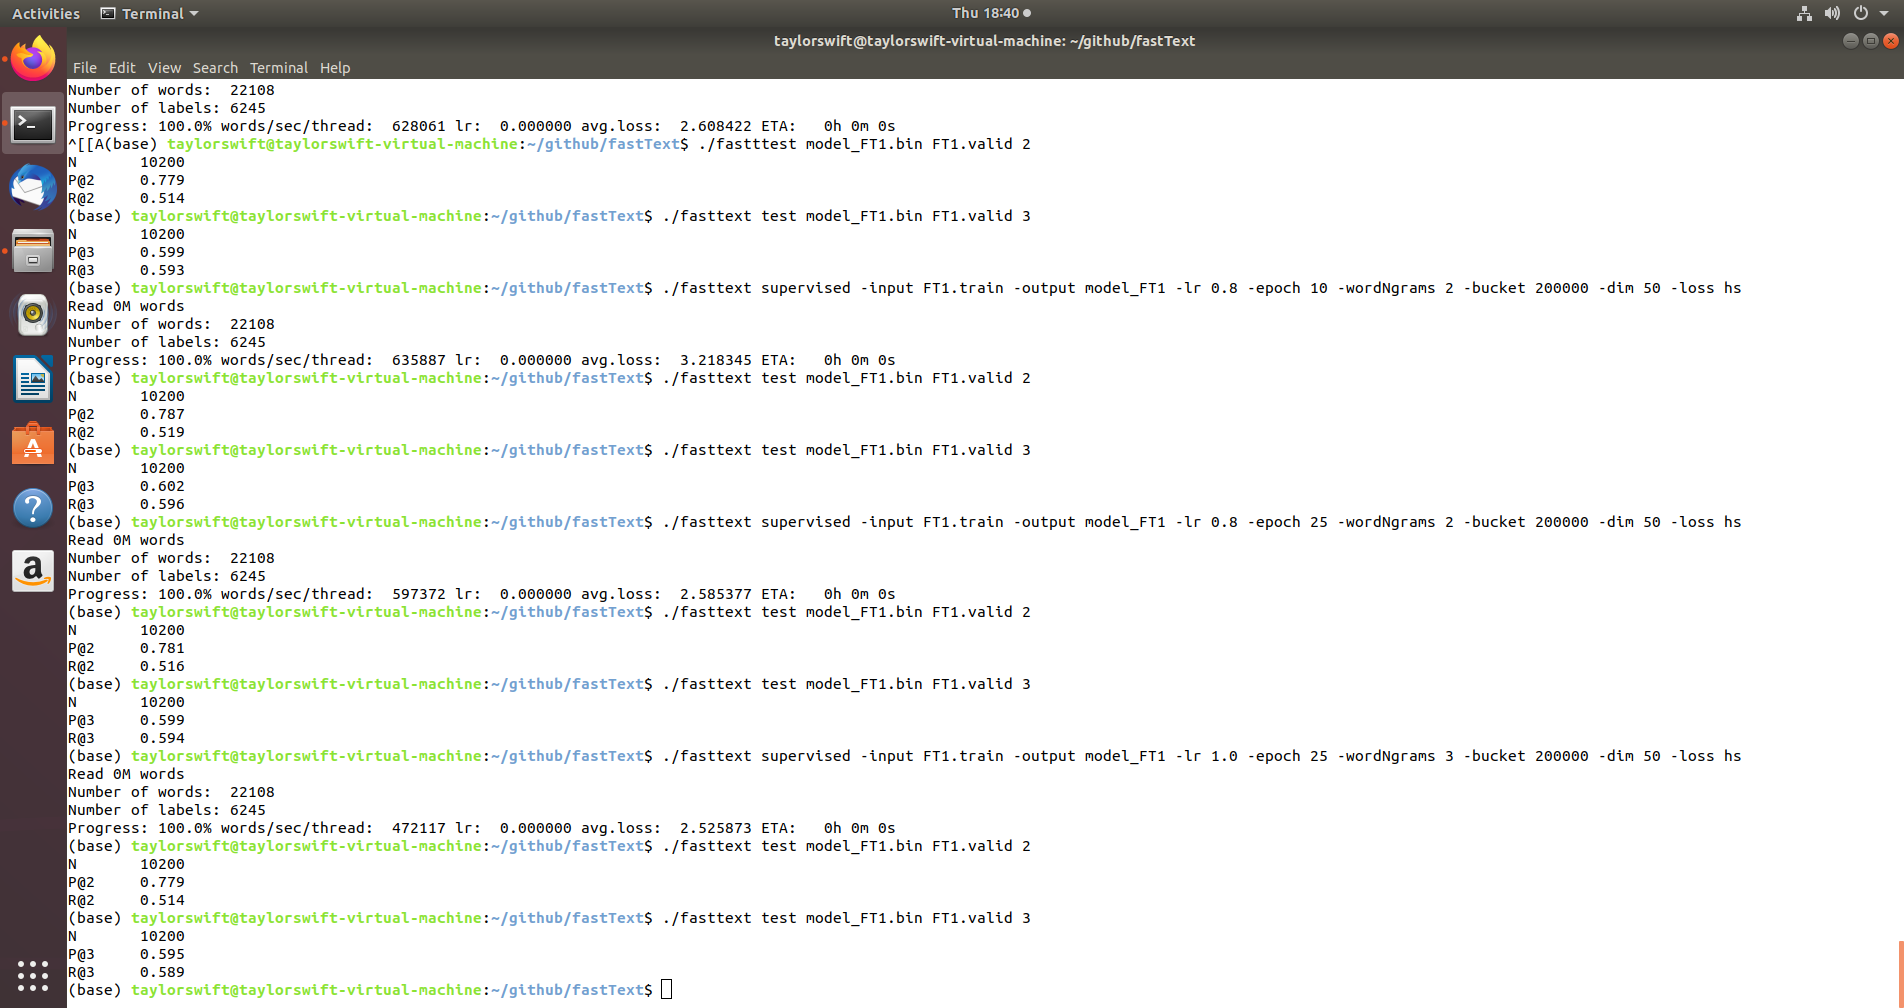 Activities Terminal Thu 18:40
taylorswift@taylorswift-virtual-machine: ~/github/fastText
File Edit View Search Terminal Help
Number of words:  22108
Number of labels: 6245
Progress: 100.0% words/sec/thread:  628061 lr:  0.000000 avg.loss:  2.608422 ETA:   0h 0m 0s
^[[A(base) taylorswift@taylorswift-virtual-machine:~/github/fastText$ ./fastttest model_FT1.bin FT1.valid 2
N       10200
P@2     0.779
R@2     0.514
(base) taylorswift@taylorswift-virtual-machine:~/github/fastText$ ./fasttext test model_FT1.bin FT1.valid 3
N       10200
P@3     0.599
R@3     0.593
(base) taylorswift@taylorswift-virtual-machine:~/github/fastText$ ./fasttext supervised -input FT1.train -output model_FT1 -lr 0.8 -epoch 10 -wordNgrams 2 -bucket 200000 -dim 50 -loss hs
Read 0M words
Number of words:  22108
Number of labels: 6245
Progress: 100.0% words/sec/thread:  635887 lr:  0.000000 avg.loss:  3.218345 ETA:   0h 0m 0s
(base) taylorswift@taylorswift-virtual-machine:~/github/fastText$ ./fasttext test model_FT1.bin FT1.valid 2
N       10200
P@2     0.787
R@2     0.519
(base) taylorswift@taylorswift-virtual-machine:~/github/fastText$ ./fasttext test model_FT1.bin FT1.valid 3
N       10200
P@3     0.602
R@3     0.596
(base) taylorswift@taylorswift-virtual-machine:~/github/fastText$ ./fasttext supervised -input FT1.train -output model_FT1 -lr 0.8 -epoch 25 -wordNgrams 2 -bucket 200000 -dim 50 -loss hs
Read 0M words
Number of words:  22108
Number of labels: 6245
Progress: 100.0% words/sec/thread:  597372 lr:  0.000000 avg.loss:  2.585377 ETA:   0h 0m 0s
(base) taylorswift@taylorswift-virtual-machine:~/github/fastText$ ./fasttext test model_FT1.bin FT1.valid 2
N       10200
P@2     0.781
R@2     0.516
(base) taylorswift@taylorswift-virtual-machine:~/github/fastText$ ./fasttext test model_FT1.bin FT1.valid 3
N       10200
P@3     0.599
R@3     0.594
(base) taylorswift@taylorswift-virtual-machine:~/github/fastText$ ./fasttext supervised -input FT1.train -output model_FT1 -lr 1.0 -epoch 25 -wordNgrams 3 -bucket 200000 -dim 50 -loss hs
Read 0M words
Number of words:  22108
Number of labels: 6245
Progress: 100.0% words/sec/thread:  472117 lr:  0.000000 avg.loss:  2.525873 ETA:   0h 0m 0s
(base) taylorswift@taylorswift-virtual-machine:~/github/fastText$ ./fasttext test model_FT1.bin FT1.valid 2
N       10200
P@2     0.779
R@2     0.514
(base) taylorswift@taylorswift-virtual-machine:~/github/fastText$ ./fasttext test model_FT1.bin FT1.valid 3
N       10200
P@3     0.595
R@3     0.589
(base) taylorswift@taylorswift-virtual-machine:~/github/fastText$